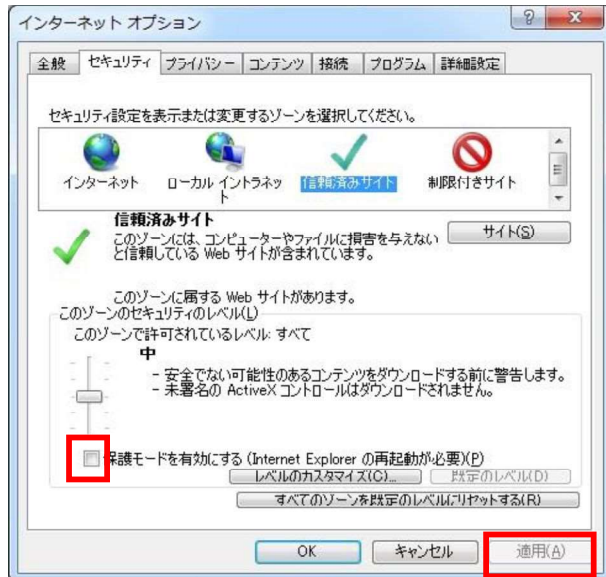 インターネット オプション
全般 セキュリティ プライバシー コンテンツ 接続 プログラム 詳細設定
セキュリティ設定を表示または変更するゾーンを選択してください。
インターネット ローカル イントラネット 信頼済みサイト 制限付きサイト
信頼済みサイト
サイト(S)
このゾーンには、コンピューターやファイルに損害を与えない
と信頼している Web サイトが含まれています。
このゾーンに属する Web サイトがあります。
このゾーンのセキュリティのレベル(L)
このゾーンで許可されているレベル: すべて
中
- 安全でない可能性のあるコンテンツをダウンロードする前に警告します。
- 未署名の ActiveX コントロールはダウンロードされません。
保護モードを有効にする (Internet Explorer の再起動が必要)(P)
レベルのカスタマイズ(C)... 既定のレベル(D)
すべてのゾーンを既定のレベルにリセットする(R)
OK キャンセル 適用(A)